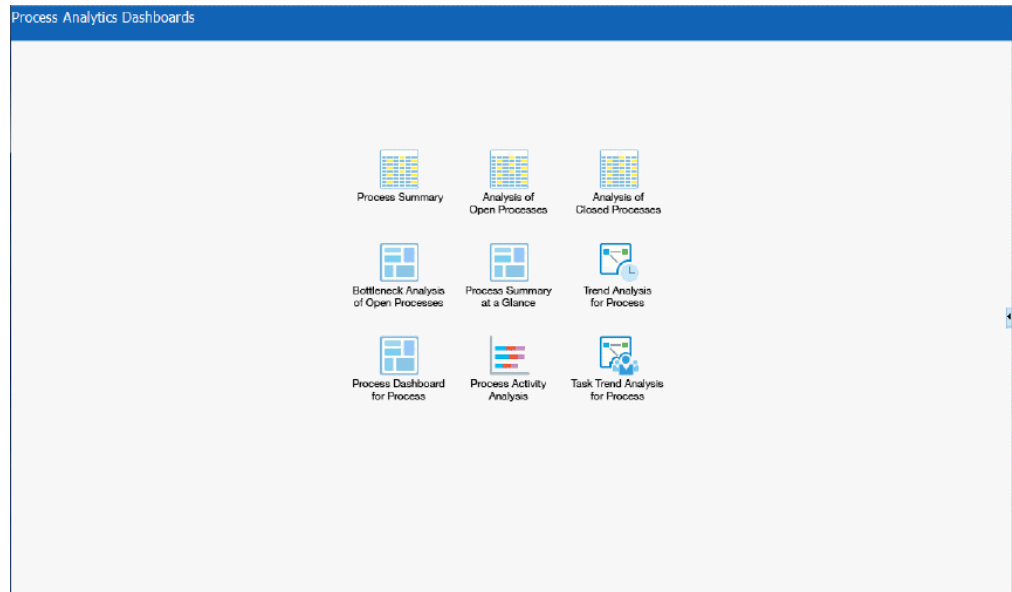 Process Analytics Dashboards
Process Summary
Analysis of
Open Processes
Analysis of
Closed Processes
Bottleneck Analysis
of Open Processes
Process Summary
at a Glance
Trend Analysis
for Process
Process Dashboard
for Process
Process Activity
Analysis
Task Trend Analysis
for Process